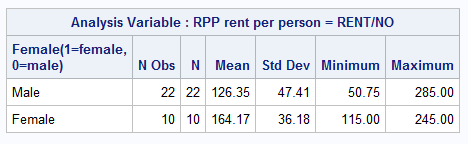 Analysis Variable : RPP rent per person = RENT/NO
Female(1=female,
0=male) N Obs N Mean Std Dev Minimum Maximum
Male 22 22 126.35 47.41 50.75 285.00
Female 10 10 164.17 36.18 115.00 245.00